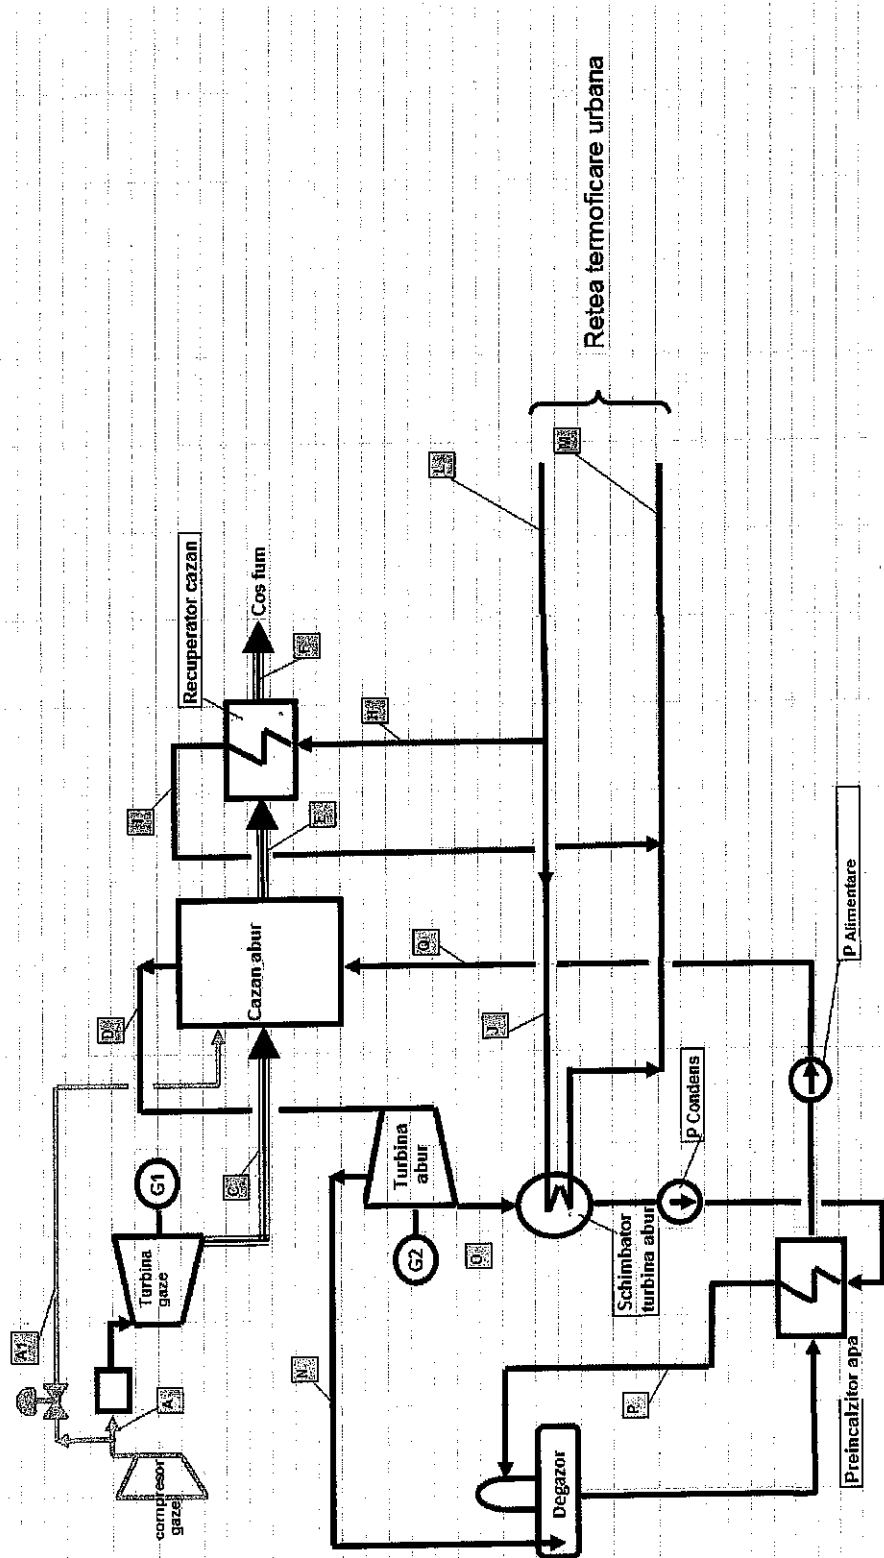 compresor
gaze
A
A1
Turbina
gaze
G1
C
D
Cazan abur
E
Recuperator cazan
Cos fum
F
I
H
Q
J
L
M
Retea termoficare urbana
Turbina
abur
G2
O
N
Schimbator
turbina abur
P Condens
P
Degazor
Preincalzitor apa
P Alimentare